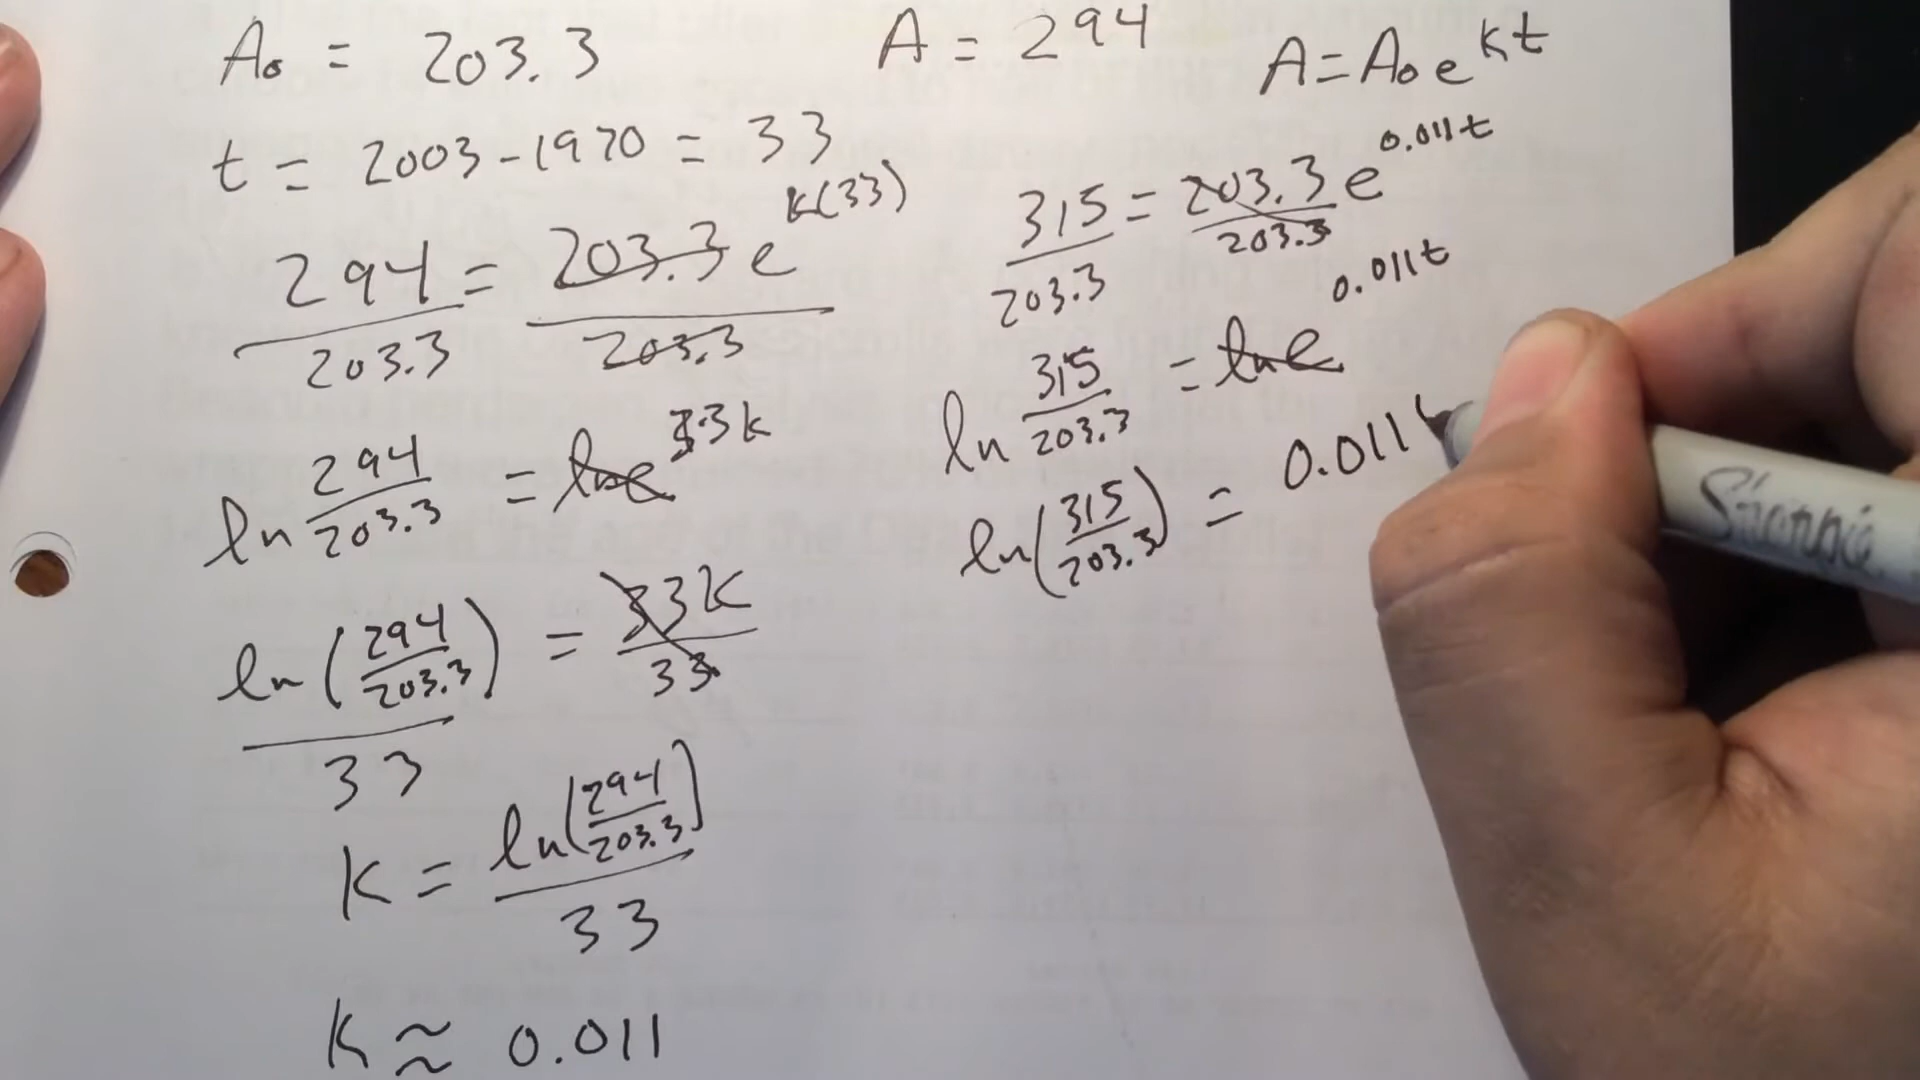 A₀ = 203.3
t = 2003 - 1970 = 33
294/203.3 = 203.3e^k(33)/203.3
ln 294/203.3 = ln e^33k
ln(294/203.3)/33 = 33k/33
k = ln(294/203.3)/33
k ≈ 0.011
A = 294
A = A₀e^kt
315/203.3 = 203.3e^0.011t/203.3
ln 315/203.3 = ln e^0.011t
ln(315/203.3) = 0.011
Sharpie